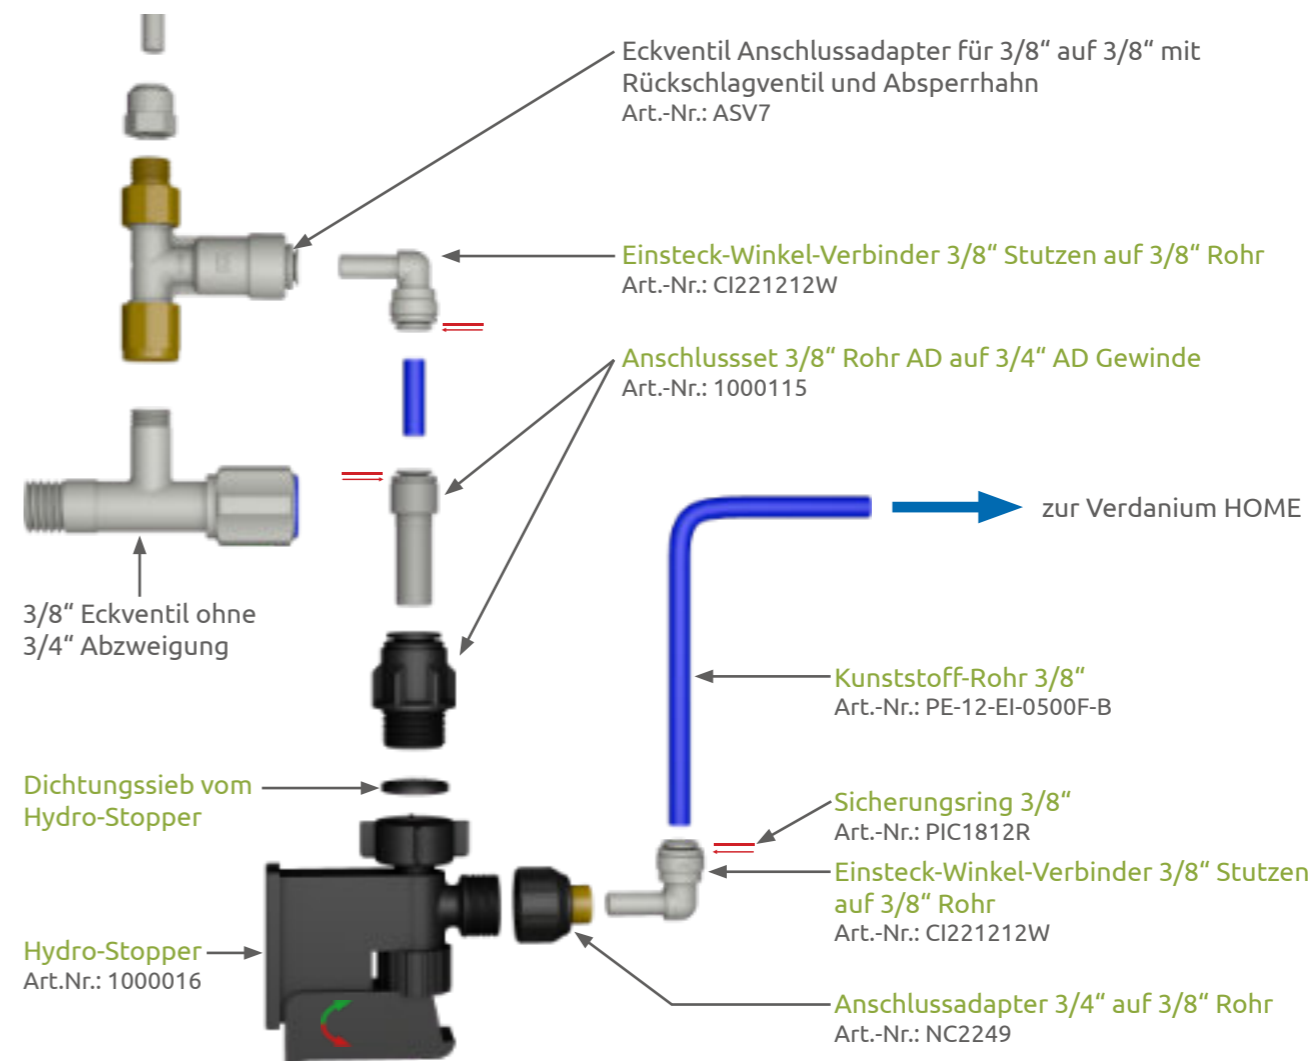 Eckventil Anschlussadapter für 3/8“ auf 3/8“ mit
Rückschlagventil und Absperrhahn
Art.-Nr.: ASV7
Einsteck-Winkel-Verbinder 3/8“ Stutzen auf 3/8“ Rohr
Art.-Nr.: CI221212W
Anschlussset 3/8“ Rohr AD auf 3/4“ AD Gewinde
Art.-Nr.: 1000115
zur Verdanium HOME
3/8“ Eckventil ohne
3/4“ Abzweigung
Kunststoff-Rohr 3/8“
Art.-Nr.: PE-12-EI-0500F-B
Dichtungssieb vom
Hydro-Stopper
Sicherungsring 3/8“
Art.-Nr.: PIC1812R
Einsteck-Winkel-Verbinder 3/8“ Stutzen
auf 3/8“ Rohr
Art.-Nr.: CI221212W
Hydro-Stopper
Art.Nr.: 1000016
Anschlussadapter 3/4“ auf 3/8“ Rohr
Art.-Nr.: NC2249